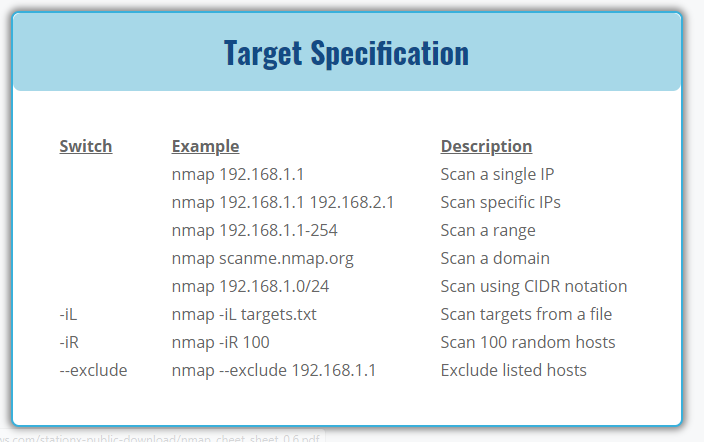 Target Specification
Switch Example Description
nmap 192.168.1.1 Scan a single IP
nmap 192.168.1.1 192.168.2.1 Scan specific IPs
nmap 192.168.1.1-254 Scan a range
nmap scanme.nmap.org Scan a domain
nmap 192.168.1.0/24 Scan using CIDR notation
-iL nmap -iL targets.txt Scan targets from a file
-iR nmap -iR 100 Scan 100 random hosts
--exclude nmap --exclude 192.168.1.1 Exclude listed hosts
ws.com/stationx-public-download/nmap_cheet_sheet_0.6.pdf